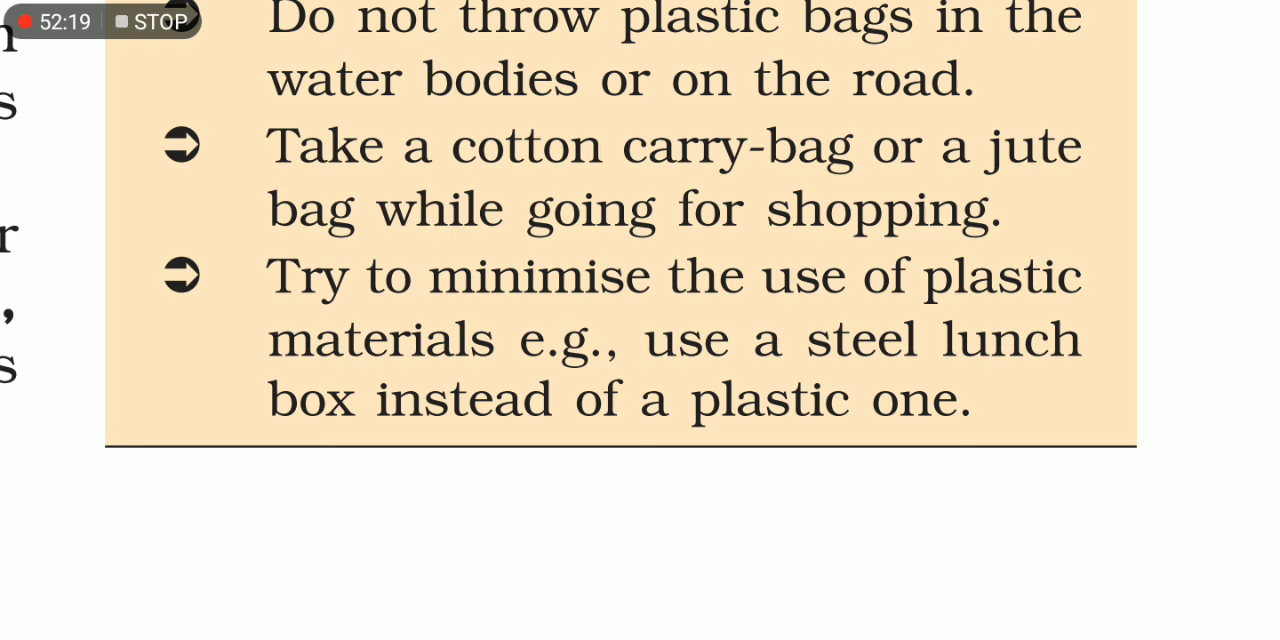 52:19 STOP
Do not throw plastic bags in the
water bodies or on the road.
Take a cotton carry-bag or a jute
bag while going for shopping.
Try to minimise the use of plastic
materials e.g., use a steel lunch
box instead of a plastic one.